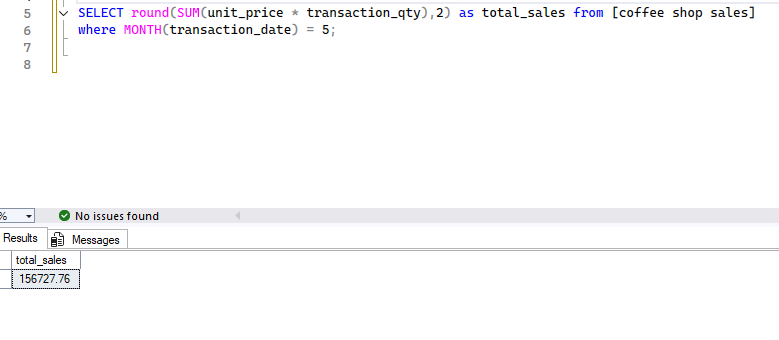 5 SELECT round(SUM(unit_price * transaction_qty),2) as total_sales from [coffee shop sales]
6 where MONTH(transaction_date) = 5;
7
8
% No issues found
Results Messages
total_sales
156727.76